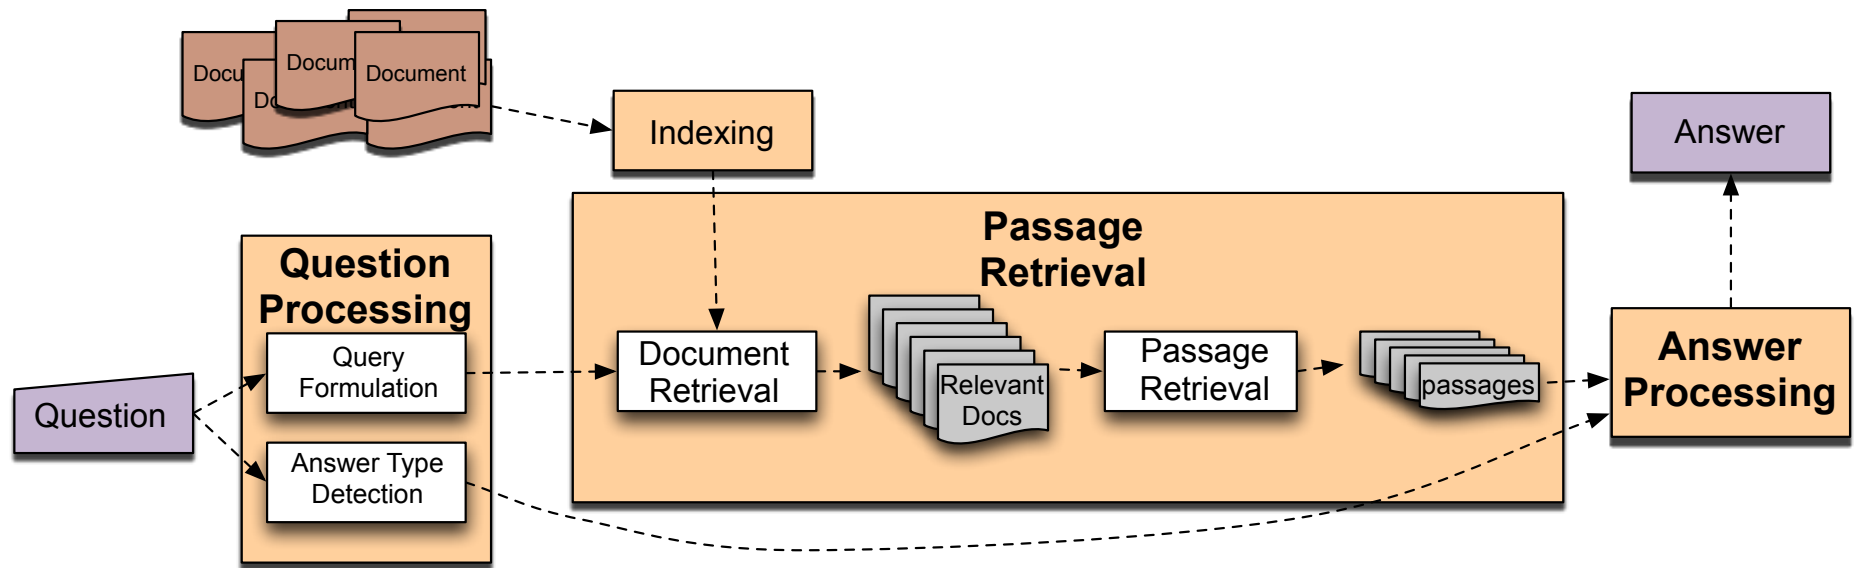 Document
Docum
Docu
Indexing
Answer
Passage
Retrieval
Question
Processing
Query
Formulation
Answer Type
Detection
Question
Document
Retrieval
Relevant
Docs
Passage
Retrieval
passages
Answer
Processing